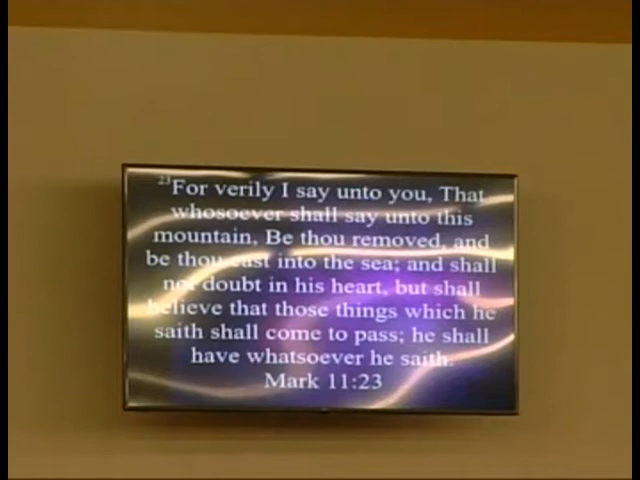 23For verily I say unto you, That
whosoever shall say unto this
mountain, Be thou removed, and
be thou cast into the sea; and shall
not doubt in his heart, but shall
believe that those things which he
saith shall come to pass; he shall
have whatsoever he saith.
Mark 11:23